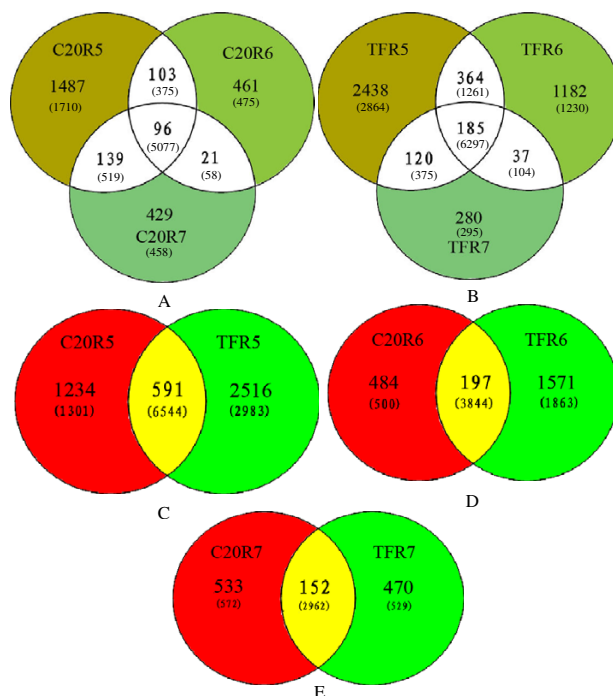 C20R5
C20R6
1487
(1710)
103
(375)
461
(475)
96
(5077)
139
(519)
21
(58)
429
C20R7
(458)
A
TFR5
TFR6
2438
(2864)
364
(1261)
1182
(1230)
185
(6297)
120
(375)
37
(104)
280
(295)
TFR7
B
C20R5
TFR5
1234
(1301)
591
(6544)
2516
(2983)
C
C20R6
TFR6
484
(500)
197
(3844)
1571
(1863)
D
C20R7
TFR7
533
(572)
152
(2962)
470
(529)
E